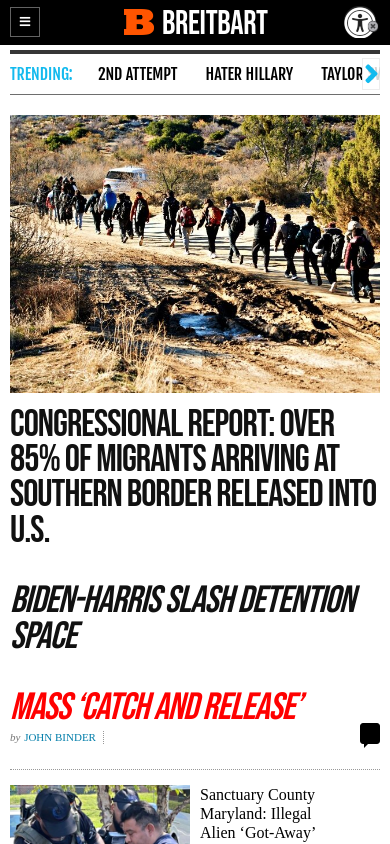 BREITBART
TRENDING: 2ND ATTEMPT HATER HILLARY TAYLOR
CONGRESSIONAL REPORT: OVER
85% OF MIGRANTS ARRIVING AT
SOUTHERN BORDER RELEASED INTO
U.S.
BIDEN-HARRIS SLASH DETENTION
SPACE
MASS ‘CATCH AND RELEASE’
by JOHN BINDER
Sanctuary County
Maryland: Illegal
Alien ‘Got-Away’